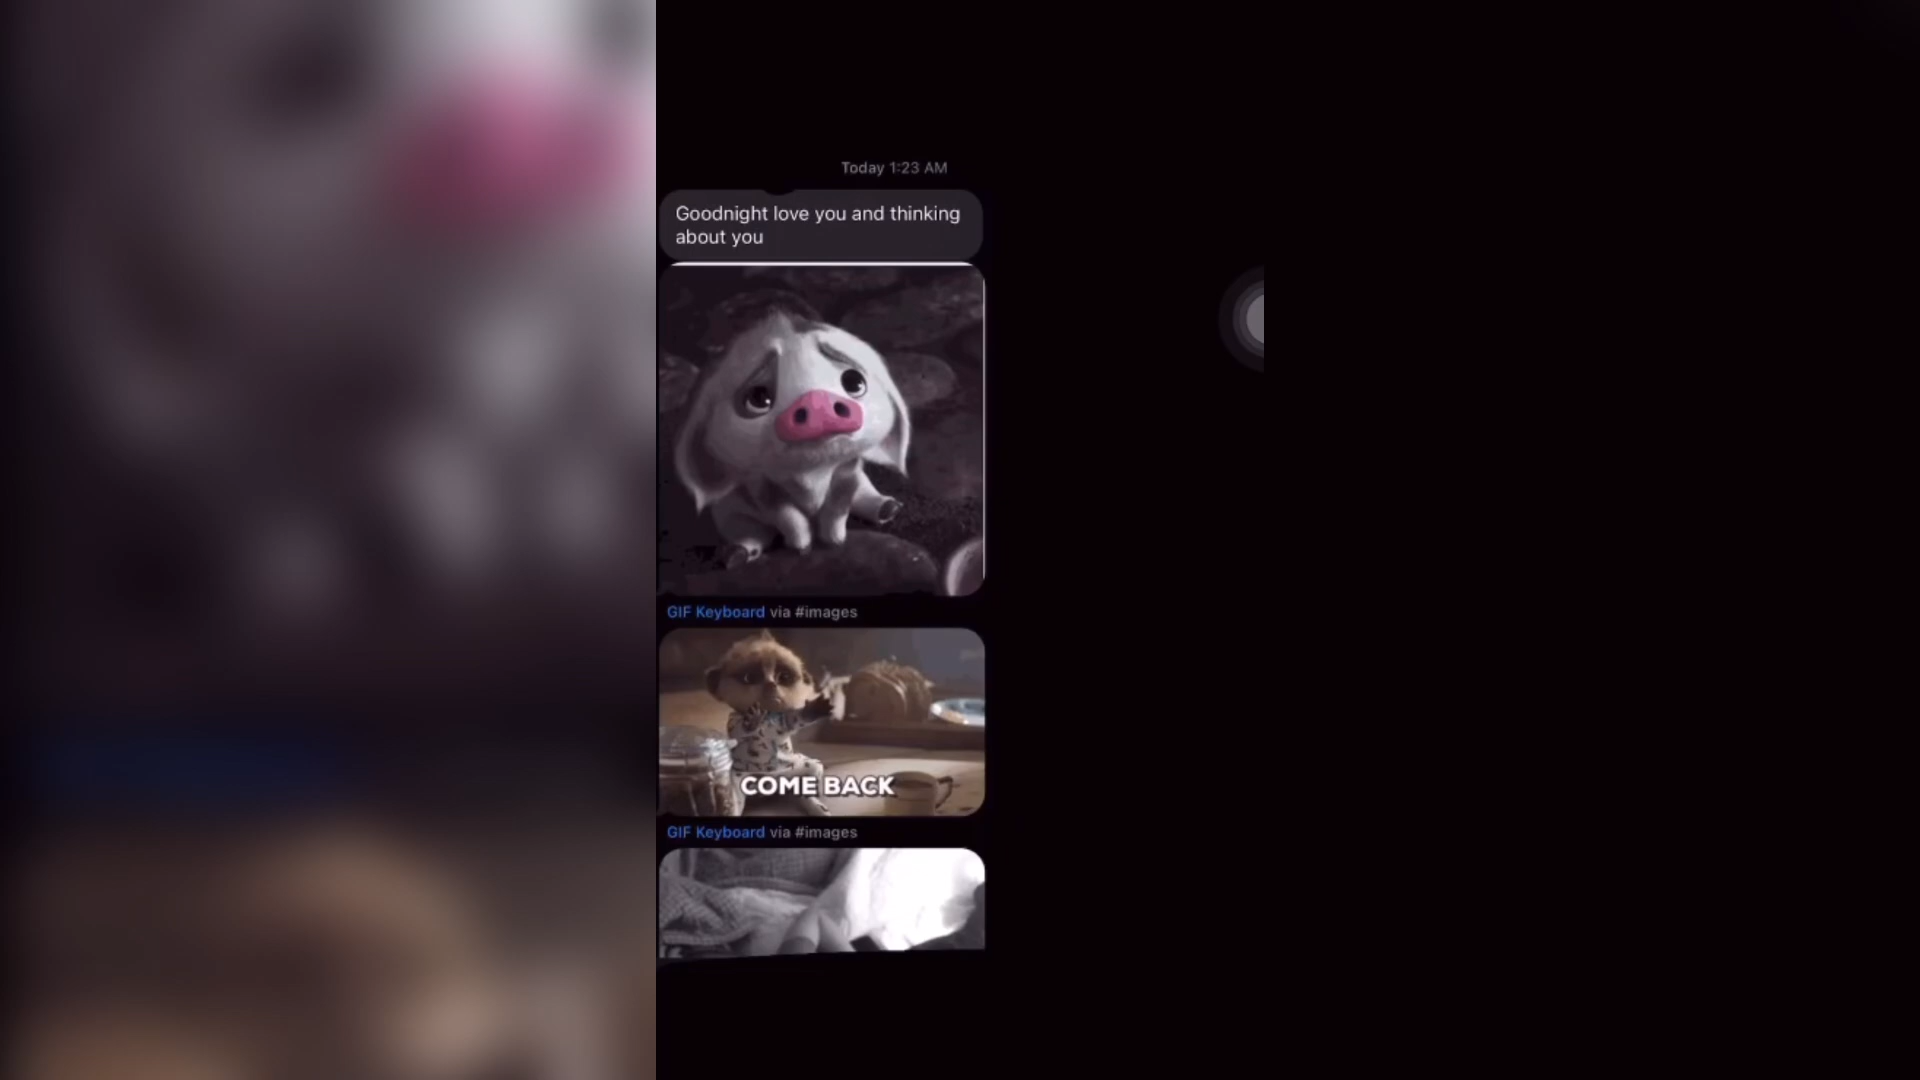 Today 1:23 AM
Goodnight love you and thinking
about you
GIF Keyboard via #images
COME BACK
GIF Keyboard via #images